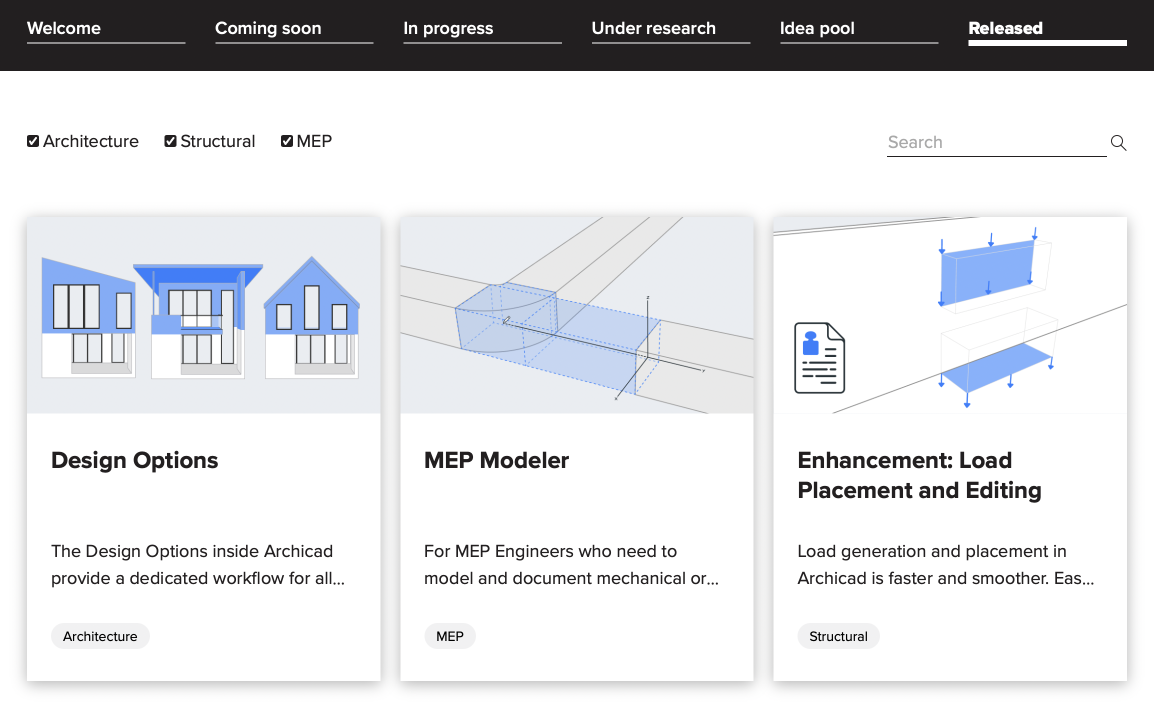 Welcome
Coming soon
In progress
Under research
Idea pool
Released
Architecture
Structural
MEP
Search
Design Options
The Design Options inside Archicad
provide a dedicated workflow for all...
Architecture
MEP Modeler
For MEP Engineers who need to
model and document mechanical or...
MEP
Enhancement: Load
Placement and Editing
Load generation and placement in
Archicad is faster and smoother. Eas...
Structural